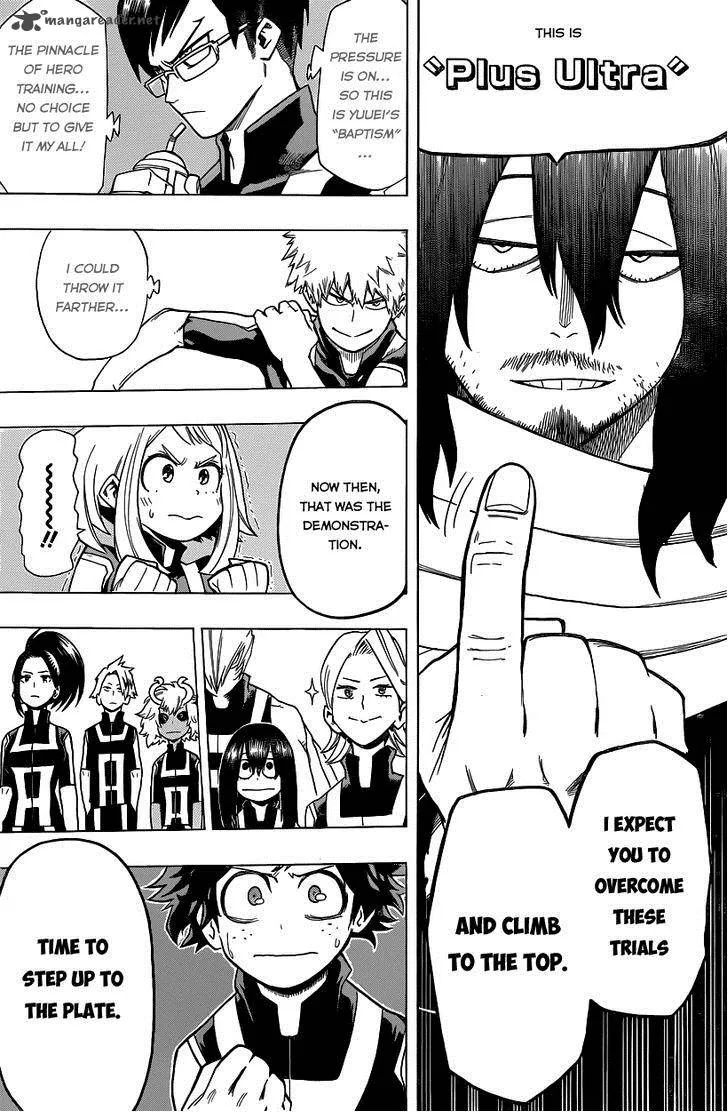 THIS IS
"Plus Ultra"
I EXPECT
YOU TO
OVERCOME
THESE
TRIALS
AND CLIMB
TO THE TOP.
THE
PRESSURE
IS ON...
SO THIS
IS YUUEI'S
"BAPTISM"
...
THE PINNACLE
OF HERO
TRAINING...
NO CHOICE
BUT TO GIVE
IT MY ALL!
I COULD
THROW IT
FARTHER...
NOW THEN,
THAT WAS THE
DEMONSTRA-
TION.
!!
TIME TO
STEP UP TO
THE PLATE.
mangareader.net